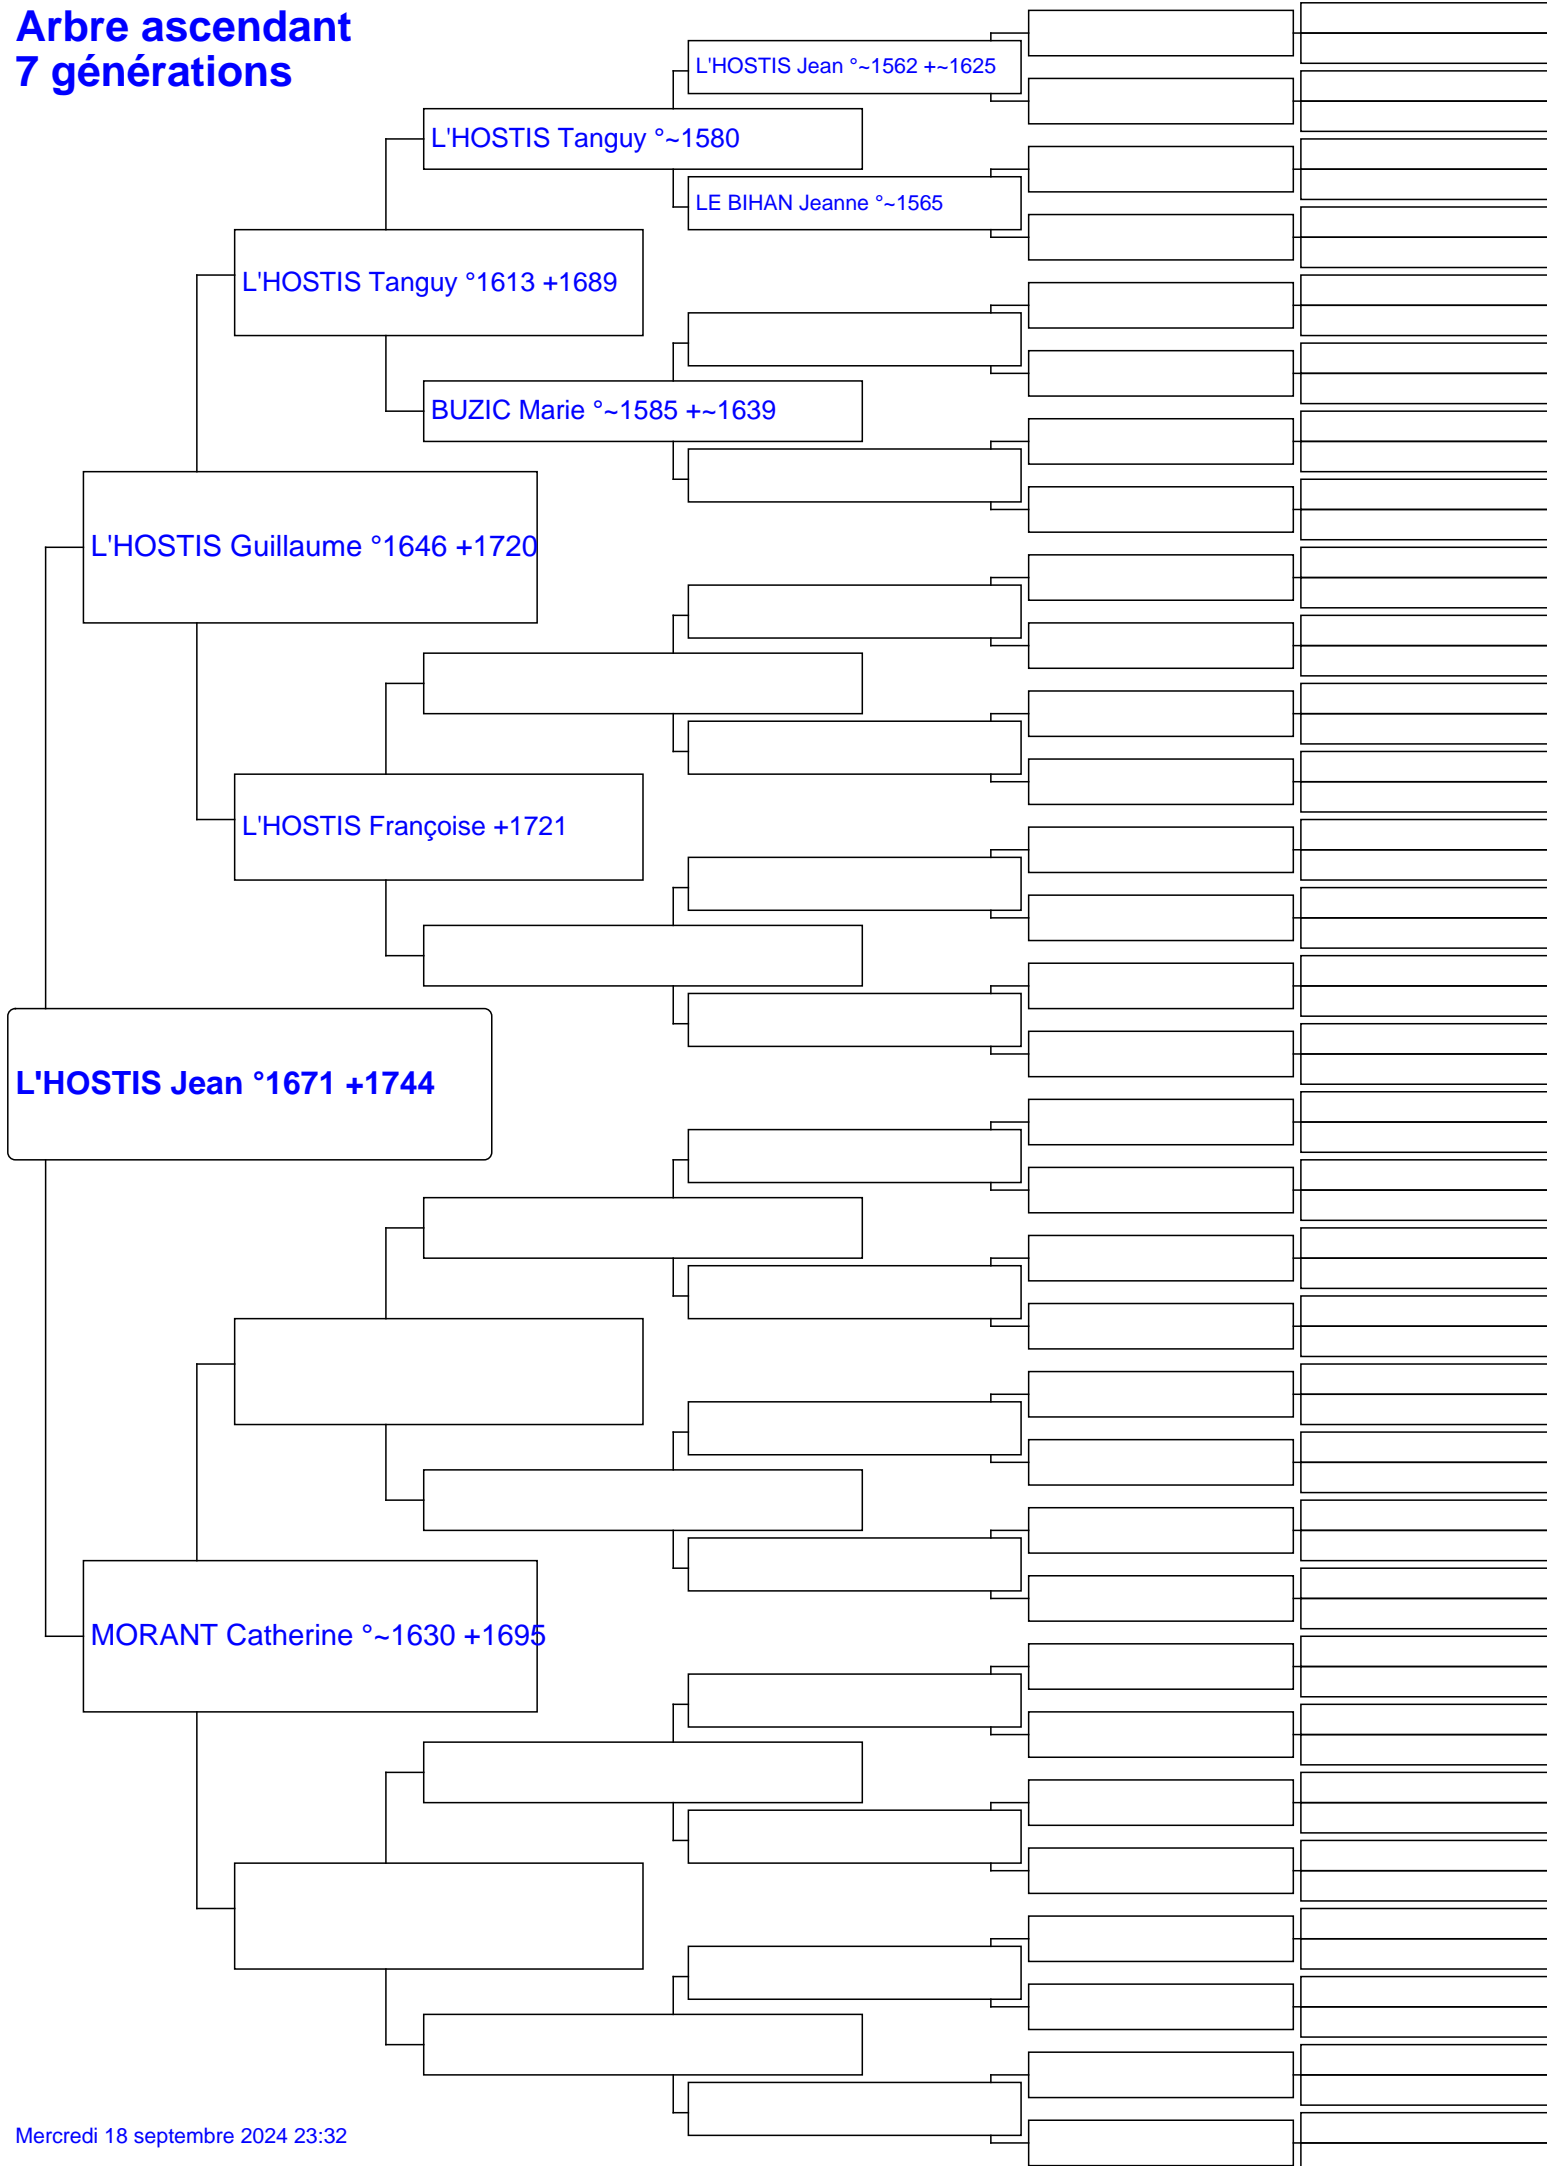 Arbre ascendant
7 générations
L'HOSTIS Jean °~1562 +~1625
L'HOSTIS Tanguy °~1580
LE BIHAN Jeanne °~1565
L'HOSTIS Tanguy °1613 +1689
BUZIC Marie °~1585 +~1639
L'HOSTIS Guillaume °1646 +1720
L'HOSTIS Françoise +1721
L'HOSTIS Jean °1671 +1744
MORANT Catherine °~1630 +1695
Mercredi 18 septembre 2024 23:32